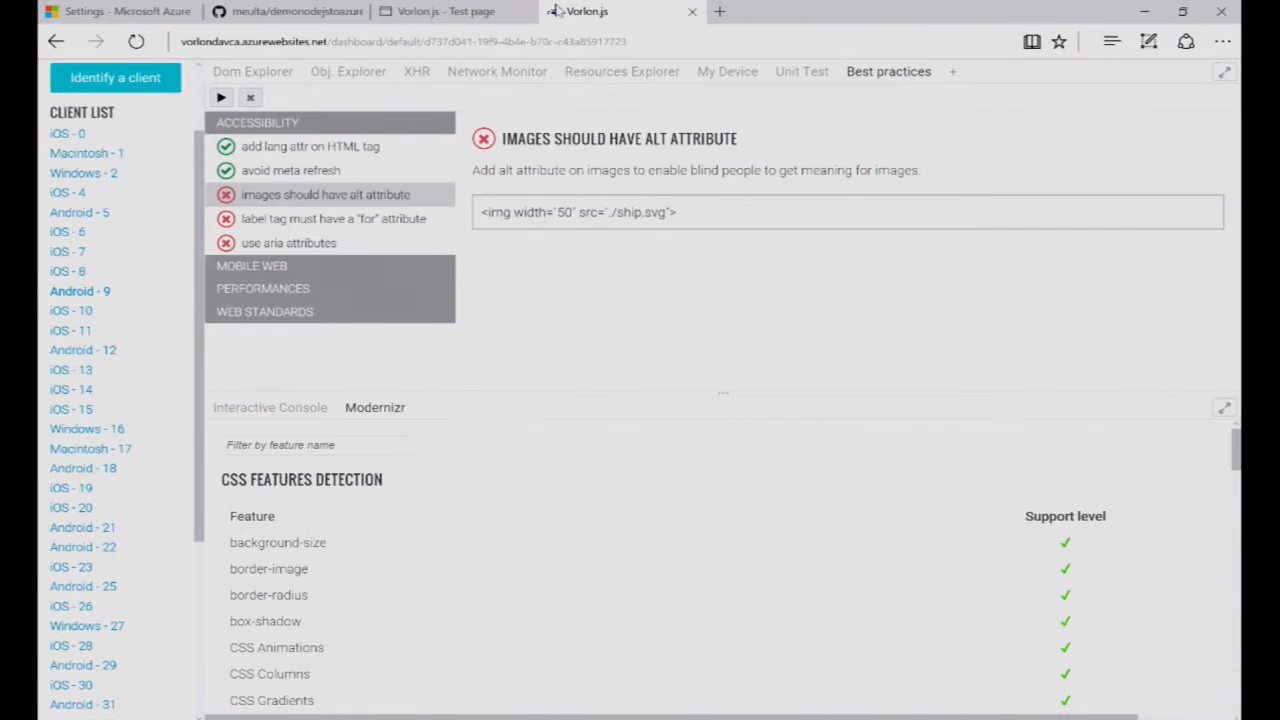 Settings - Microsoft Azure
meulta/demonodejstoazure
Vorlon.js - Test page
Vorlon.js
vorlondavca.azurewebsites.net/dashboard/default/d737d041-19f9-4b4e-b70c-c43a85917723
Identify a client
CLIENT LIST
iOS - 0
Macintosh - 1
Windows - 2
iOS - 4
Android - 5
iOS - 6
iOS - 7
iOS - 8
Android - 9
iOS - 10
iOS - 11
Android - 12
iOS - 13
iOS - 14
iOS - 15
Windows - 16
Macintosh - 17
Android - 18
iOS - 19
iOS - 20
Android - 21
Android - 22
iOS - 23
Android - 25
iOS - 26
Windows - 27
iOS - 28
Android - 29
iOS - 30
Android - 31
Dom Explorer Obj. Explorer XHR Network Monitor Resources Explorer My Device Unit Test Best practices +
ACCESSIBILITY
add lang attr on HTML tag
avoid meta refresh
images should have alt attribute
label tag must have a "for" attribute
use aria attributes
MOBILE WEB
PERFORMANCES
WEB STANDARDS
IMAGES SHOULD HAVE ALT ATTRIBUTE
Add alt attribute on images to enable blind people to get meaning for images.
<img width="50" src="./ship.svg">
Interactive Console Modernizr
Filter by feature name
CSS FEATURES DETECTION
Feature Support level
background-size
border-image
border-radius
box-shadow
CSS Animations
CSS Columns
CSS Gradients